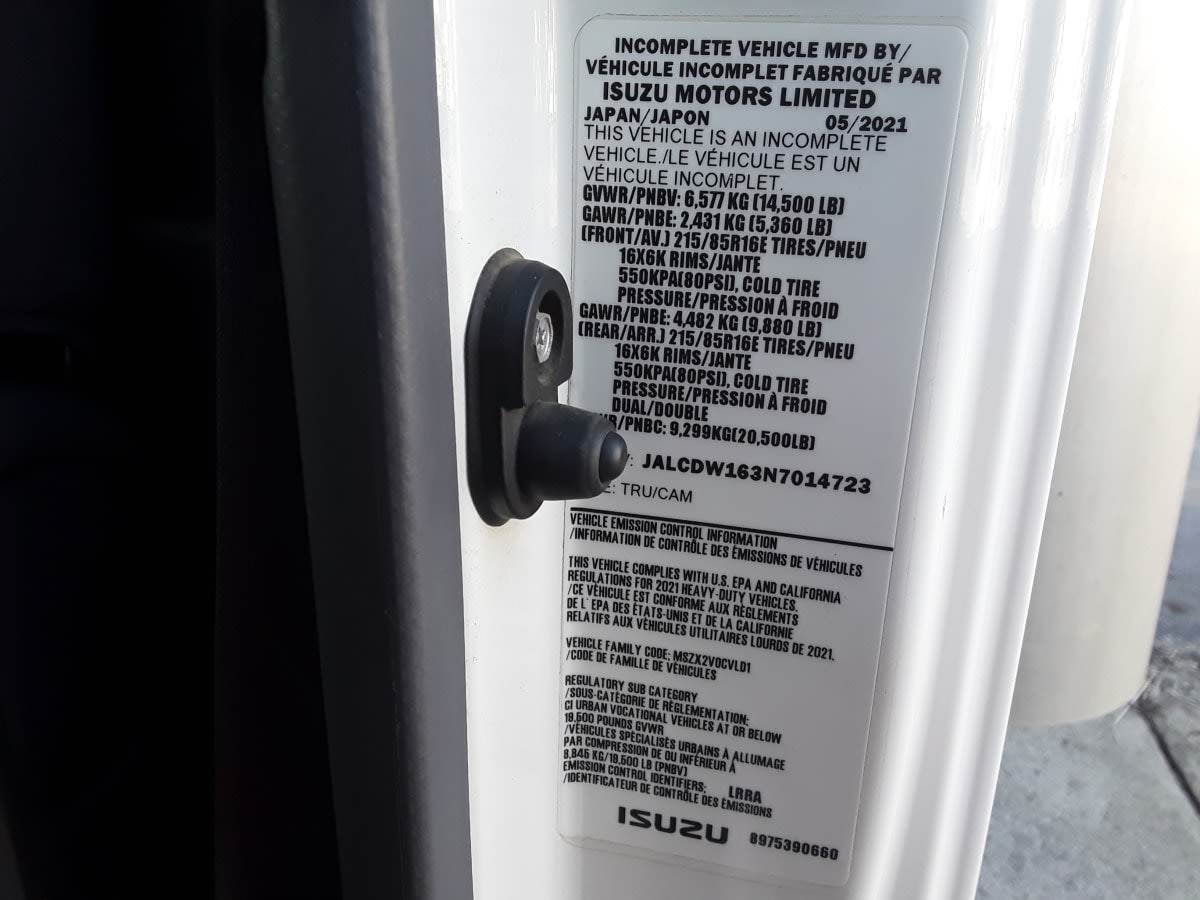 INCOMPLETE VEHICLE MFD BY/
VÉHICULE INCOMPLET FABRIQUÉ PAR
ISUZU MOTORS LIMITED
JAPAN/JAPON 05/2021
THIS VEHICLE IS AN INCOMPLETE
VEHICLE./LE VÉHICULE EST UN
VÉHICULE INCOMPLET.
GVWR/PNBV: 6,577 KG (14,500 LB)
GAWR/PNBE: 2,431 KG (5,360 LB)
(FRONT/AV.) 215/85R16E TIRES/PNEU
16X6K RIMS/JANTE
550KPA(80PSI), COLD TIRE
PRESSURE/PRESSION À FROID
GAWR/PNBE: 4,482 KG (9,880 LB)
(REAR/ARR.) 215/85R16E TIRES/PNEU
16X6K RIMS/JANTE
550KPA(80PSI), COLD TIRE
PRESSURE/PRESSION À FROID
DUAL/DOUBLE
R/PNBC: 9,299KG(20,500LB)
: JALCDW163N7014723
: TRU/CAM
VEHICLE EMISSION CONTROL INFORMATION
/INFORMATION DE CONTRÔLE DES ÉMISSIONS DE VÉHICULES
THIS VEHICLE COMPLIES WITH U.S. EPA AND CALIFORNIA
REGULATIONS FOR 2021 HEAVY-DUTY VEHICLES.
/CE VÉHICULE EST CONFORME AUX RÈGLEMENTS
DE L' EPA DES ÉTATS-UNIS ET DE LA CALIFORNIE
RELATIFS AUX VÉHICULES UTILITAIRES LOURDS DE 2021.
VEHICLE FAMILY CODE: MSZX2VOCVLD1
/CODE DE FAMILLE DE VÉHICULES
REGULATORY SUB CATEGORY
/SOUS-CATÉGORIE DE RÈGLEMENTATION:
CI URBAN VOCATIONAL VEHICLES AT OR BELOW
19,500 POUNDS GVWR
/VÉHICULES SPÉCIALISÉS URBAINS À ALLUMAGE
PAR COMPRESSION DE OU INFÉRIEUR À
8,845 KG/19,500 LB (PNBV)
EMISSION CONTROL IDENTIFIERS: LRRA
/IDENTIFICATEUR DE CONTRÔLE DES ÉMISSIONS
ISUZU 8975390660